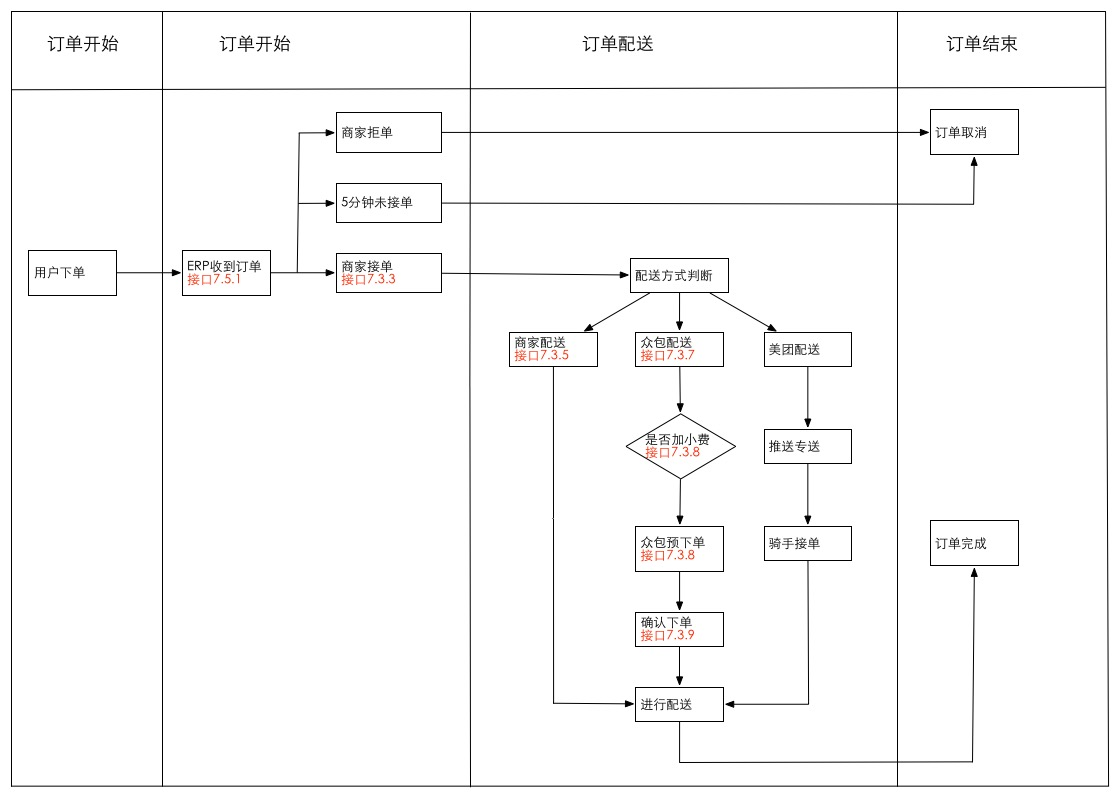 订单开始
订单开始
订单配送
订单结束
商家拒单
订单取消
5分钟未接单
用户下单
ERP收到订单
接口7.5.1
商家接单
接口7.3.3
配送方式判断
商家配送
接口7.3.5
众包配送
接口7.3.7
美团配送
是否加小费
接口7.3.8
推送专送
众包预下单
接口7.3.8
骑手接单
订单完成
确认下单
接口7.3.9
进行配送